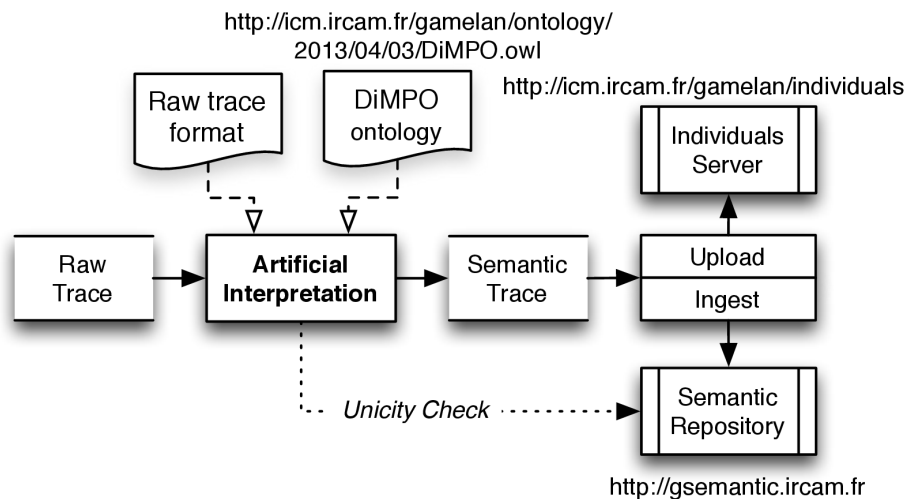 http://icm.ircam.fr/gamelan/ontology/
2013/04/03/DiMPO.owl
Raw trace
format
DiMPO
ontology
http://icm.ircam.fr/gamelan/individuals
Individuals
Server
Raw
Trace
Artificial
Interpretation
Semantic
Trace
Upload
Ingest
Unicity Check
Semantic
Repository
http://gsemantic.ircam.fr